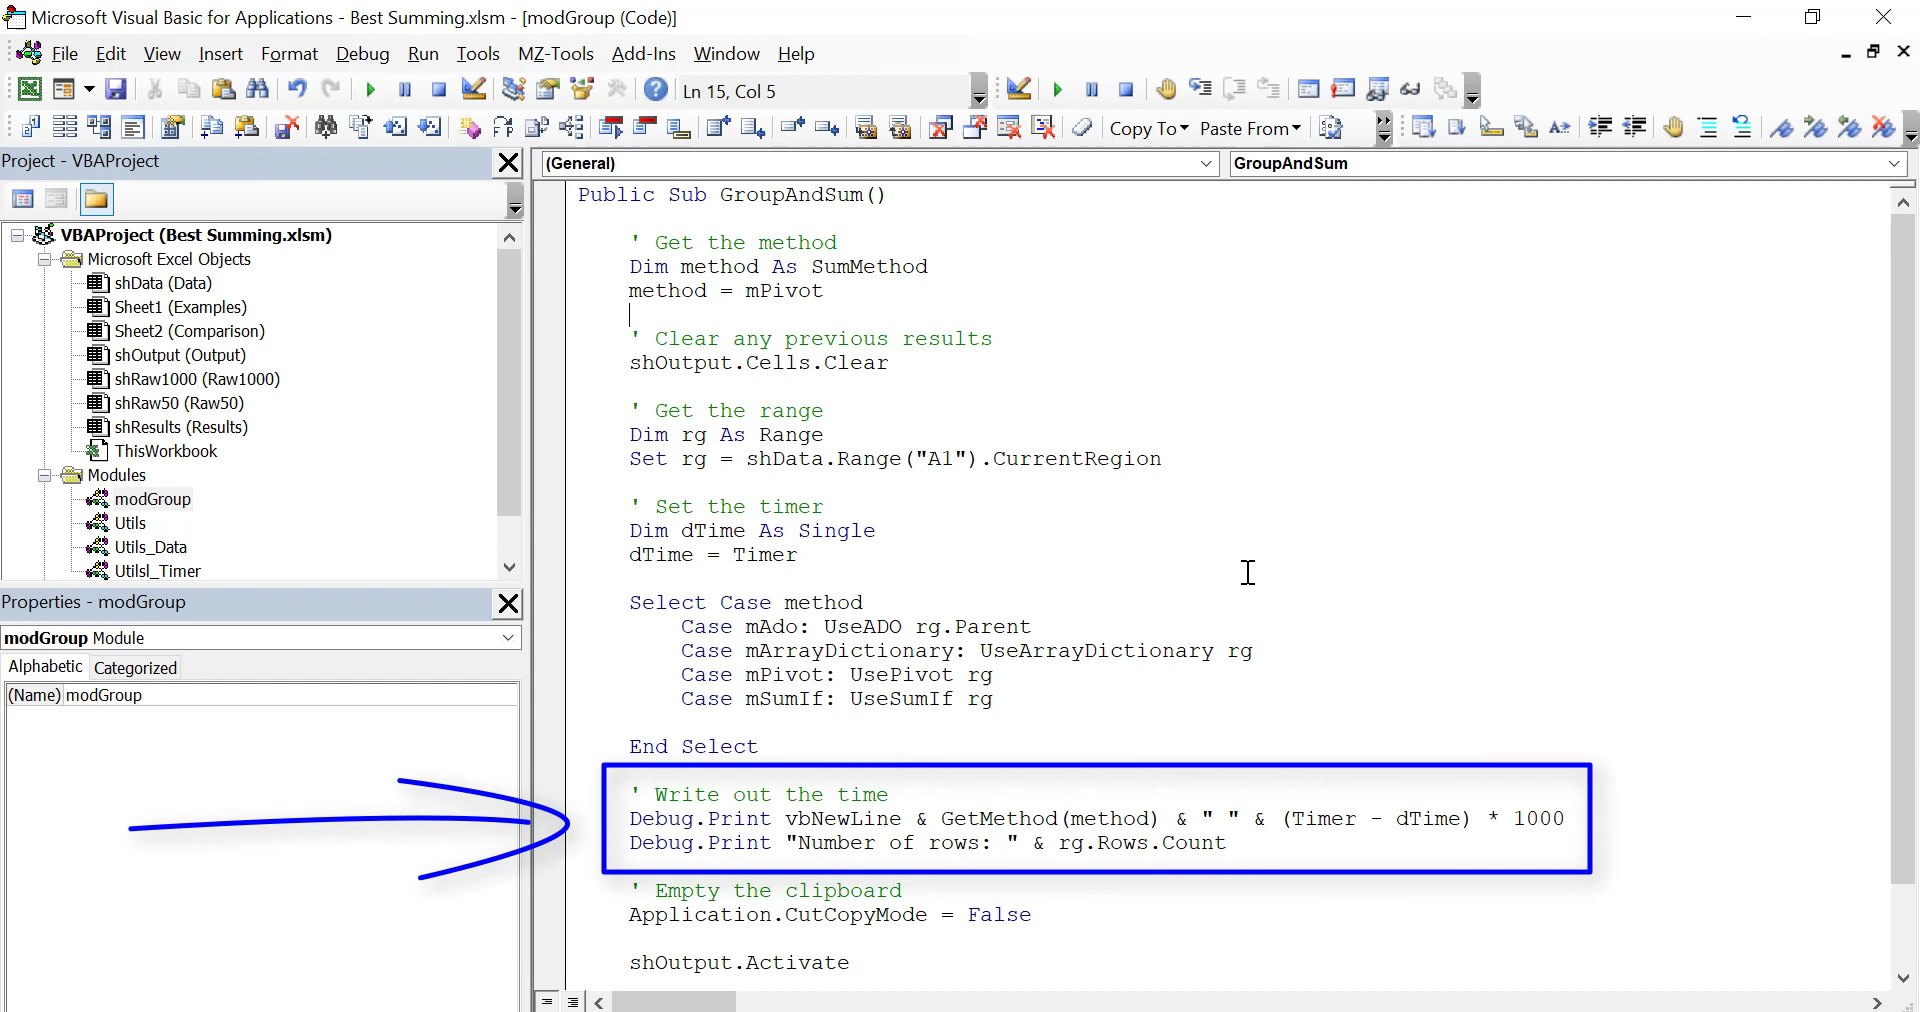 Microsoft Visual Basic for Applications - Best Summing.xlsm - [modGroup (Code)]
File Edit View Insert Format Debug Run Tools MZ-Tools Add-Ins Window Help
Ln 15, Col 5
Copy To Paste From
Project - VBAProject
VBAProject (Best Summing.xlsm)
Microsoft Excel Objects
shData (Data)
Sheet1 (Examples)
Sheet2 (Comparison)
shOutput (Output)
shRaw1000 (Raw1000)
shRaw50 (Raw50)
shResults (Results)
ThisWorkbook
Modules
modGroup
Utils
Utils_Data
Utilsl_Timer
Properties - modGroup
modGroup Module
Alphabetic Categorized
(Name) modGroup
(General) GroupAndSum
Public Sub GroupAndSum()
' Get the method
Dim method As SumMethod
method = mPivot
' Clear any previous results
shOutput.Cells.Clear
' Get the range
Dim rg As Range
Set rg = shData.Range("A1").CurrentRegion
' Set the timer
Dim dTime As Single
dTime = Timer
Select Case method
Case mAdo: UseADO rg.Parent
Case mArrayDictionary: UseArrayDictionary rg
Case mPivot: UsePivot rg
Case mSumIf: UseSumIf rg
End Select
' Write out the time
Debug.Print vbNewLine & GetMethod(method) & " " & (Timer - dTime) * 1000
Debug.Print "Number of rows: " & rg.Rows.Count
' Empty the clipboard
Application.CutCopyMode = False
shOutput.Activate